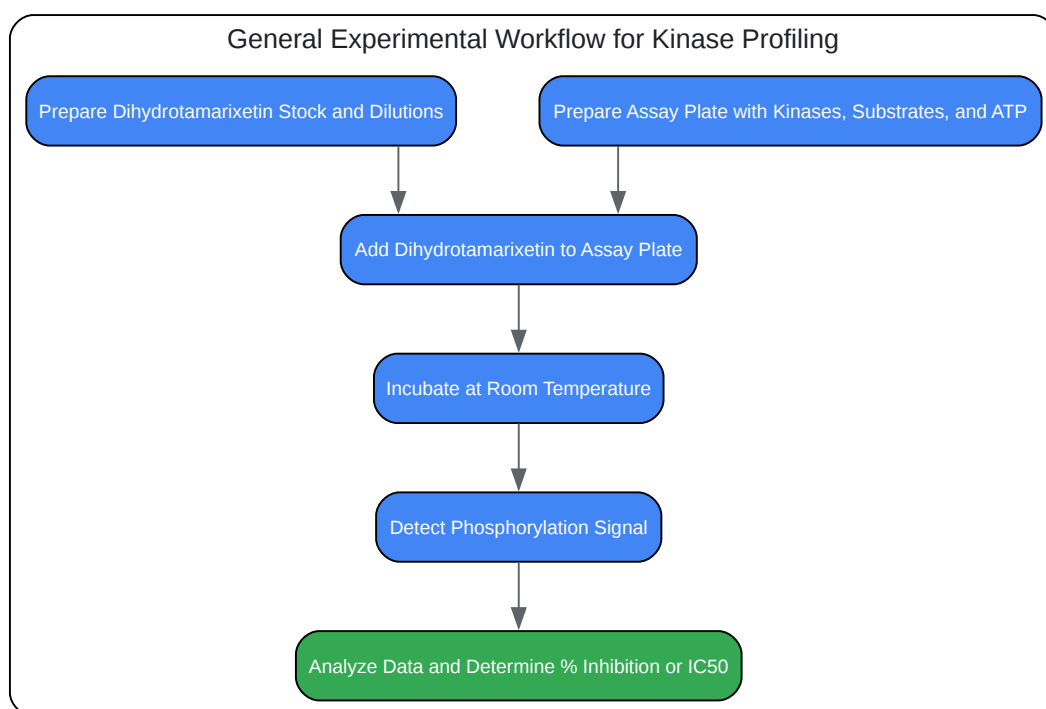 General Experimental Workflow for Kinase Profiling
Prepare Dihydrotamarixetin Stock and Dilutions
Prepare Assay Plate with Kinases, Substrates, and ATP
Add Dihydrotamarixetin to Assay Plate
Incubate at Room Temperature
Detect Phosphorylation Signal
Analyze Data and Determine % Inhibition or IC50